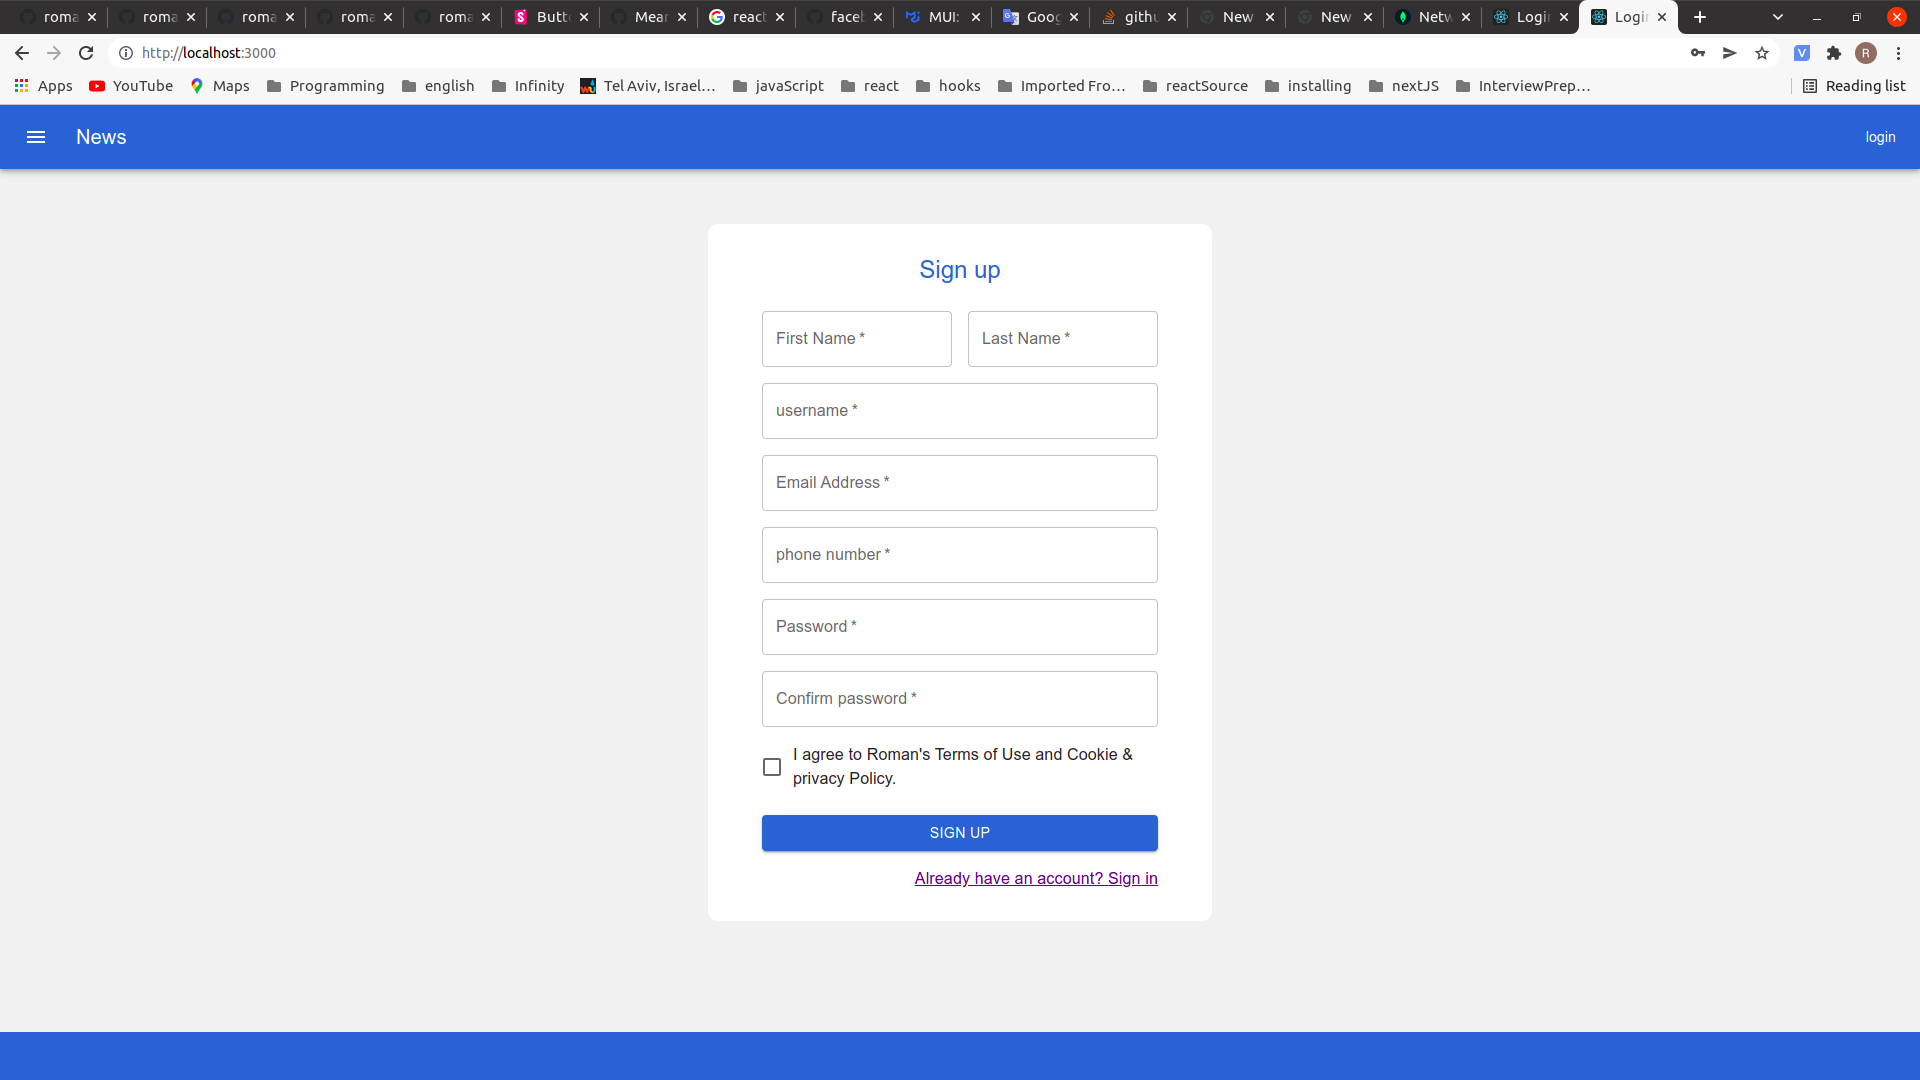 roma roma roma roma roma Butt Mear react facet MUI: Goog githu New New Netw Login Login
http://localhost:3000
Apps YouTube Maps Programming english Infinity Tel Aviv, Israel... javaScript react hooks Imported Fro... reactSource installing nextJS InterviewPrep... Reading list
News login
Sign up
First Name * Last Name *
username *
Email Address *
phone number *
Password *
Confirm password *
I agree to Roman's Terms of Use and Cookie &
privacy Policy.
SIGN UP
Already have an account? Sign in